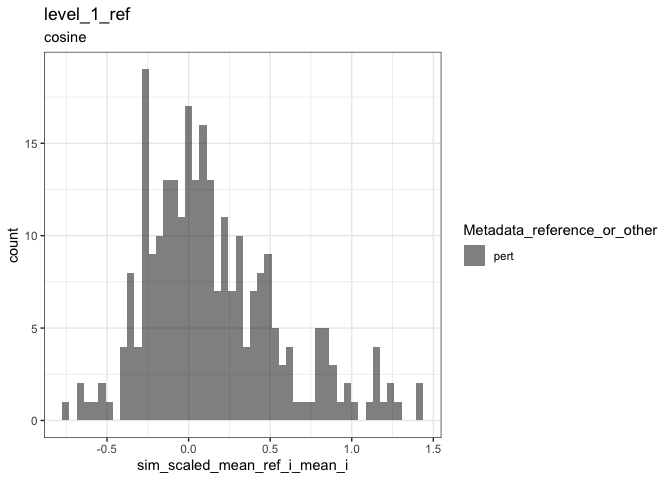 level_1_ref
cosine
15
10
5
0
count
-0.5
0.0
0.5
1.0
1.5
sim_scaled_mean_ref_i_mean_i
Metadata_reference_or_other
pert